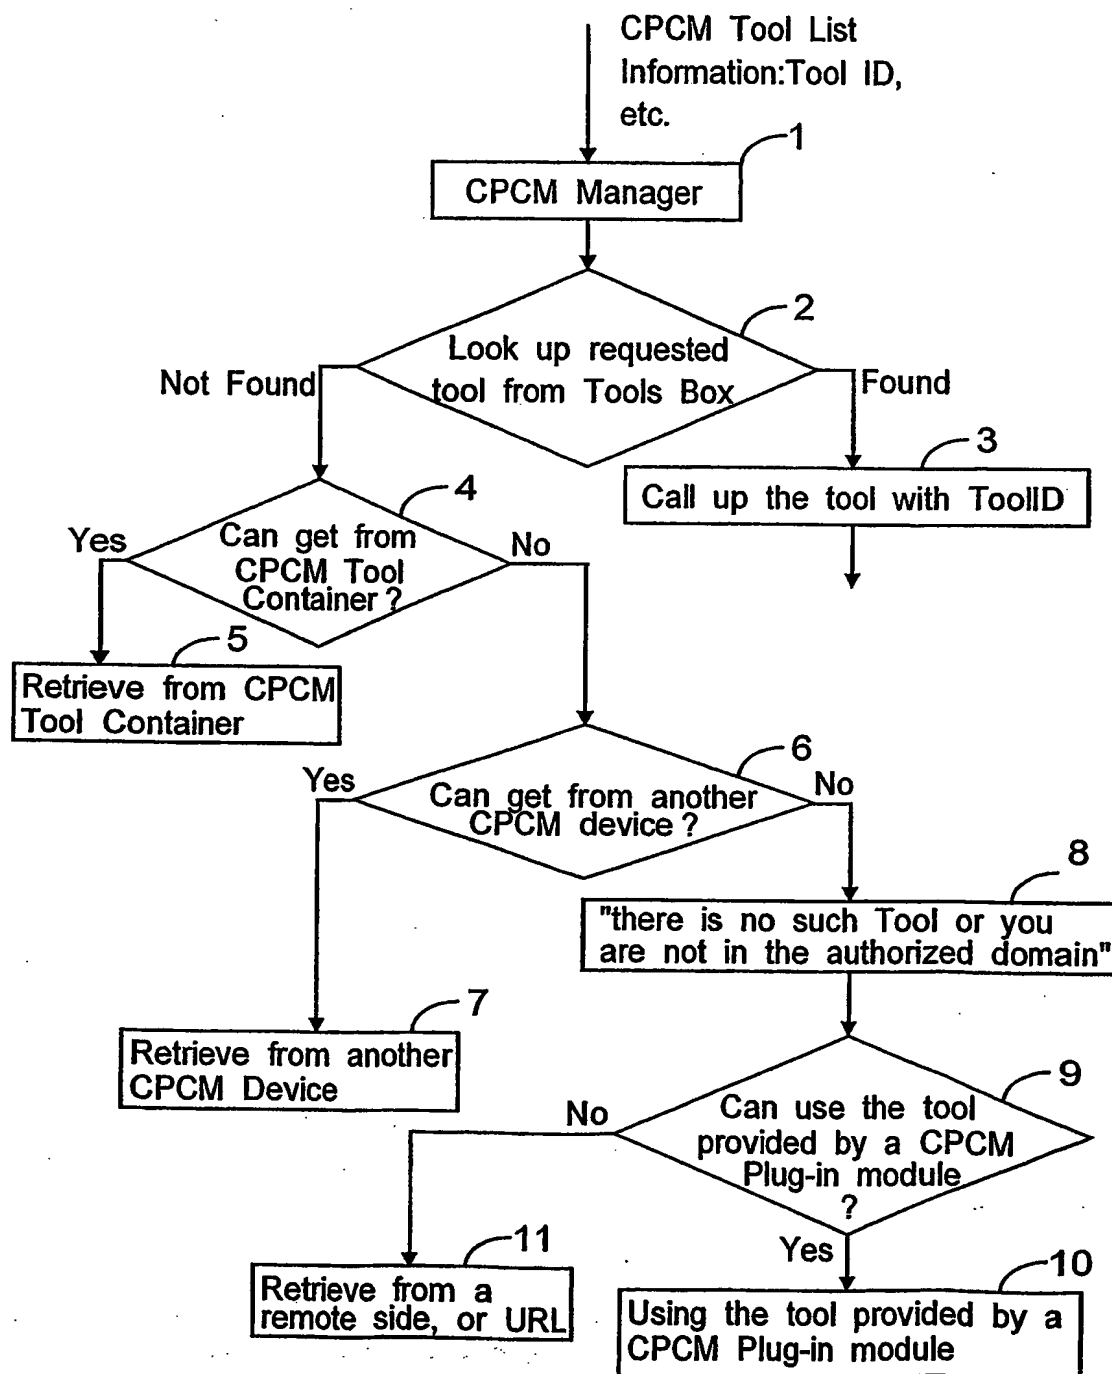 CPCM Tool List
Information:Tool ID,
etc.
1
CPCM Manager
2
Look up requested
tool from Tools Box
Not Found
Found
3
Call up the tool with ToolID
4
Yes
Can get from
CPCM Tool
Container ?
No
5
Retrieve from CPCM
Tool Container
6
Yes
Can get from another
CPCM device ?
No
8
"there is no such Tool or you
are not in the authorized domain"
7
Retrieve from another
CPCM Device
9
No
Can use the tool
provided by a CPCM
Plug-in module
?
Yes
11
Retrieve from a
remote side, or URL
10
Using the tool provided by a
CPCM Plug-in module